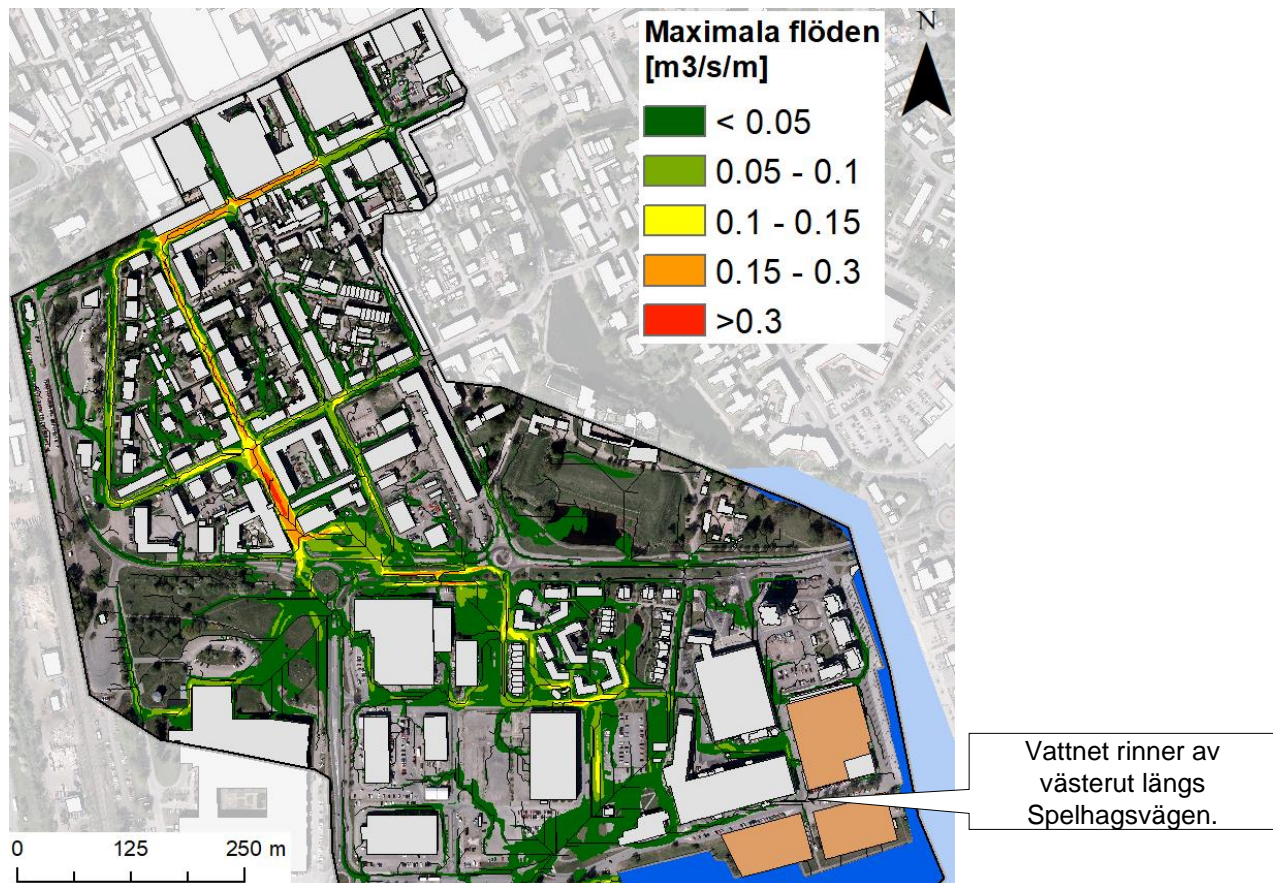 Maximala flöden
[m3/s/m]
< 0.05
0.05 - 0.1
0.1 - 0.15
0.15 - 0.3
>0.3
N
Vattnet rinner av
västerut längs
Spelhagsvägen.
0 125 250 m